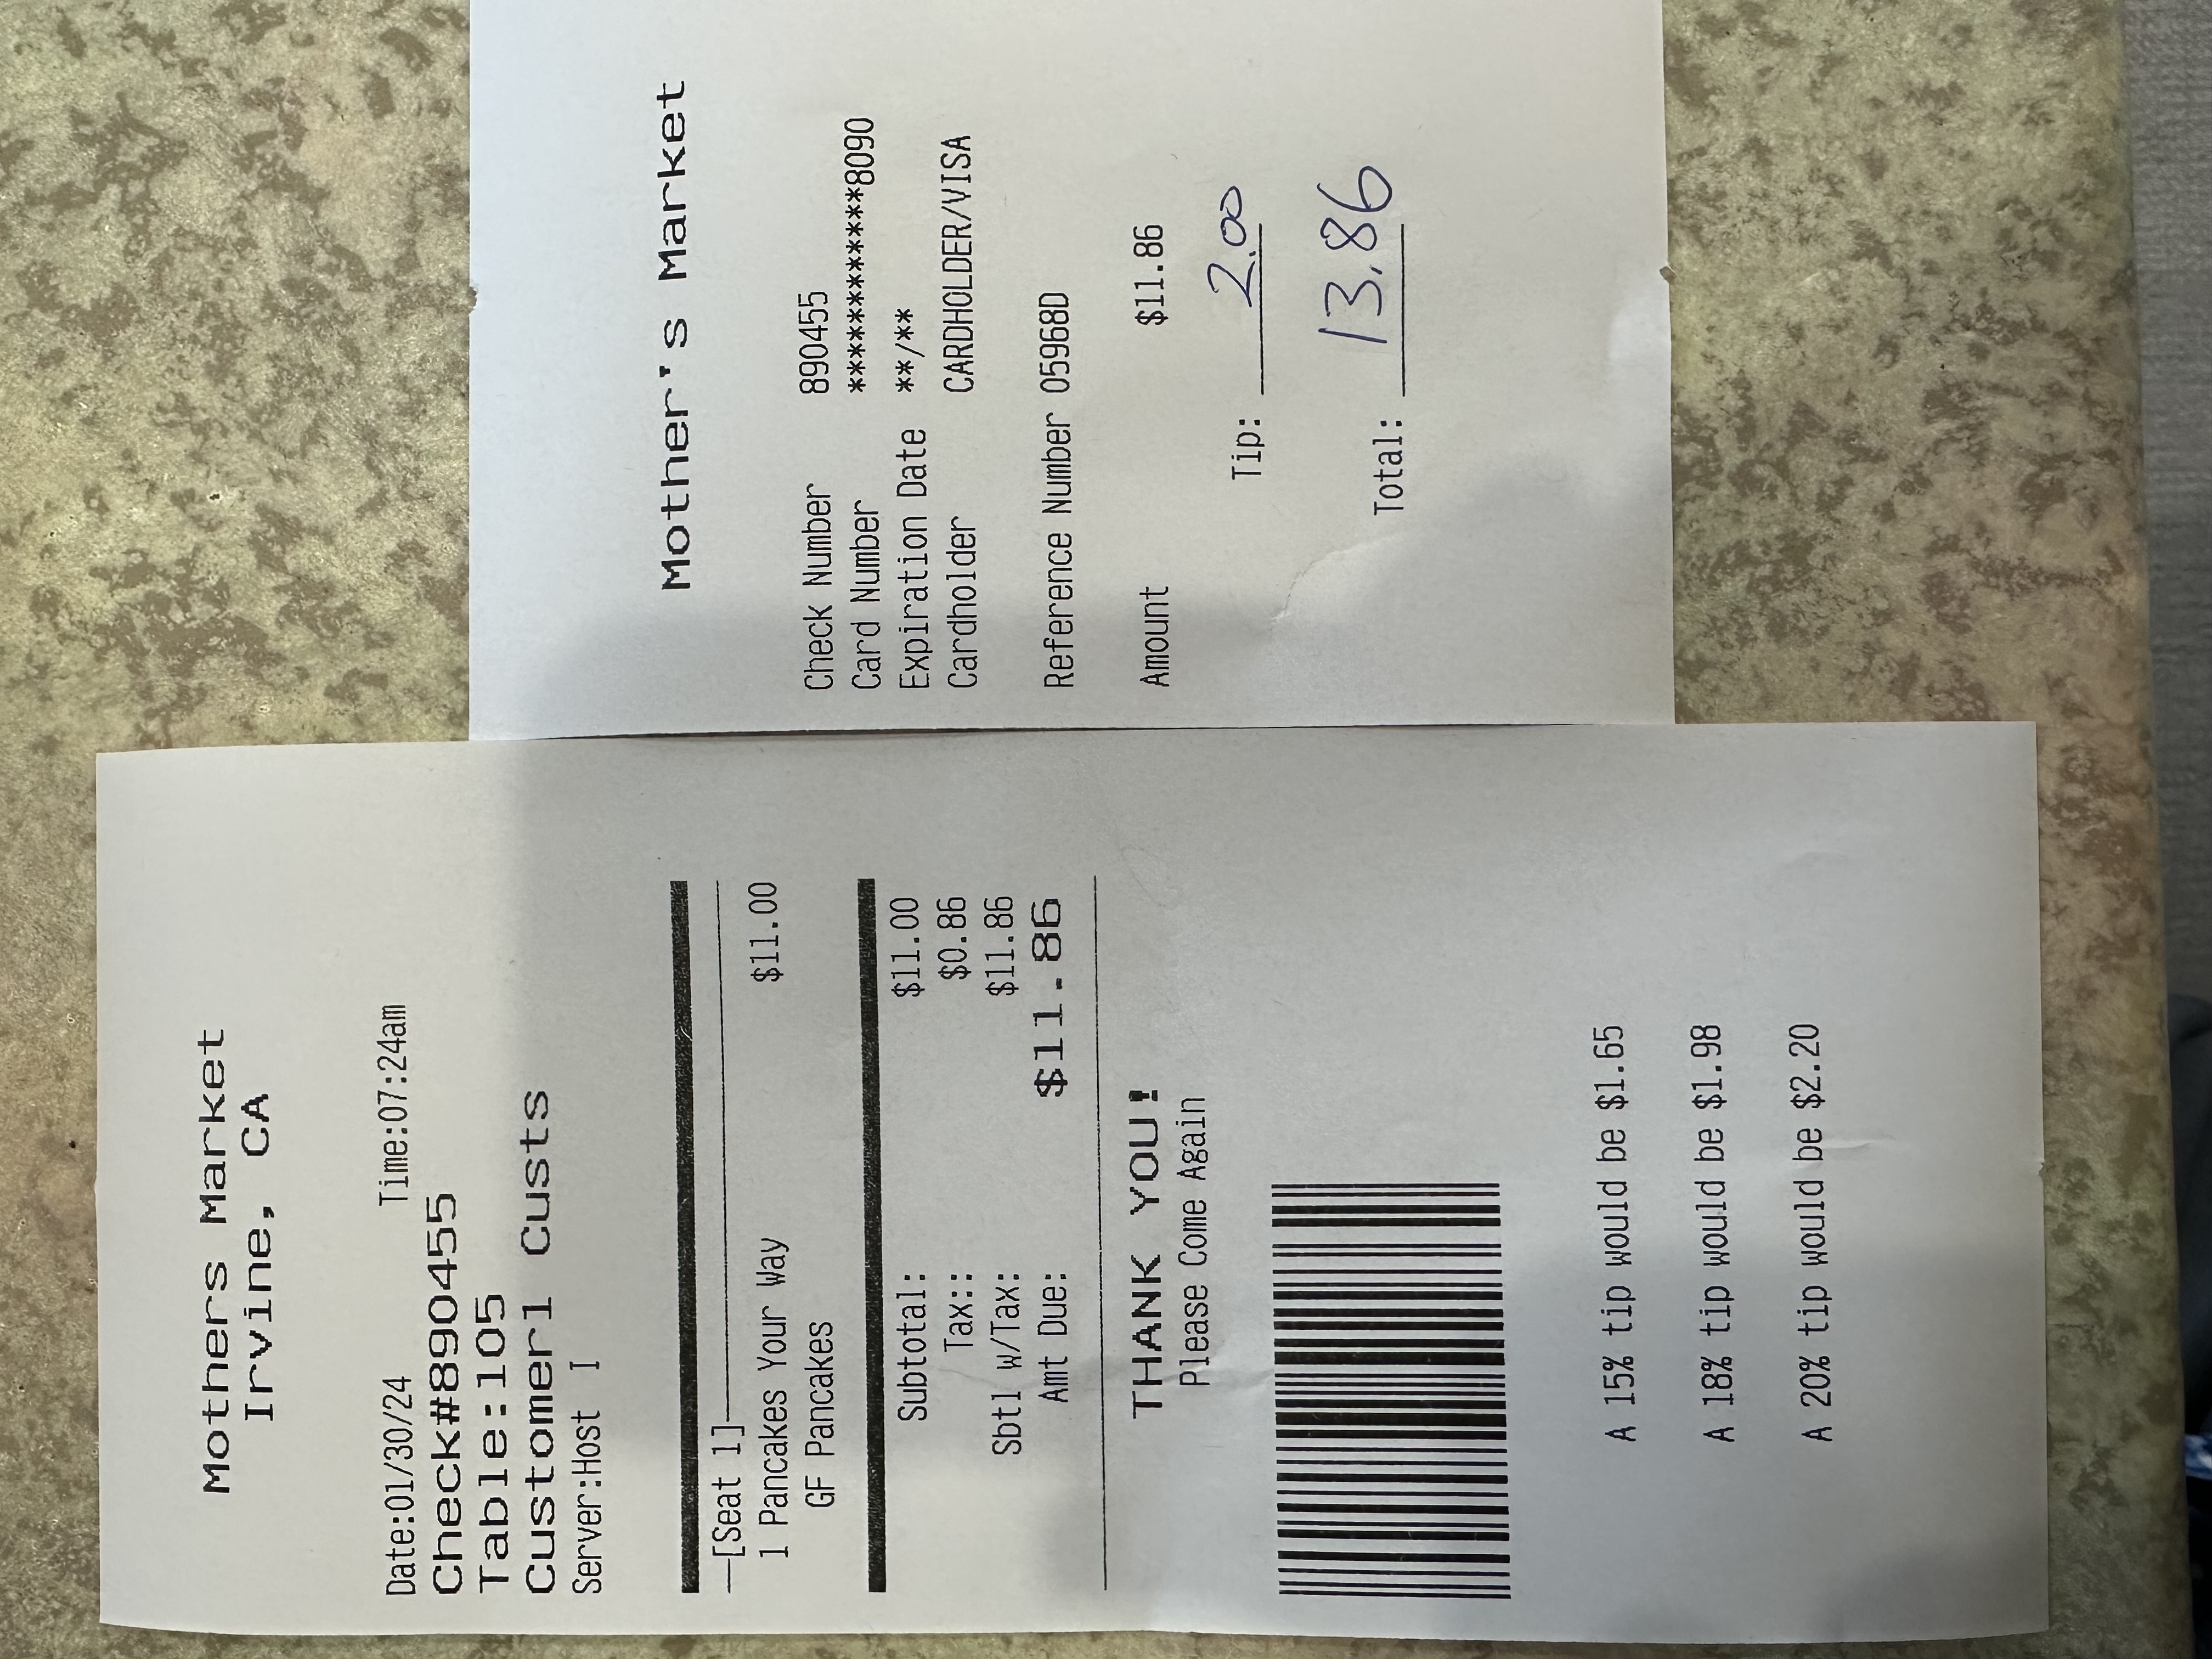 Mothers Market
Irvine, CA
Date:01/30/24 Time:07:24am
Check#890455
Table:105
Customer1 Custs
Server:Host I
[Seat 1]
1 Pancakes Your Way $11.00
GF Pancakes
Subtotal: $11.00
Tax:: $0.86
Sbtl w/Tax: $11.86
Amt Due: $11.86
THANK YOU!
Please Come Again
A 15% tip would be $1.65
A 18% tip would be $1.98
A 20% tip would be $2.20
Mother's Market
Check Number 890455
Card Number ************8090
Expiration Date **/**
Cardholder CARDHOLDER/VISA
Reference Number 05968D
Amount $11.86
Tip: 2.00
Total: 13.86